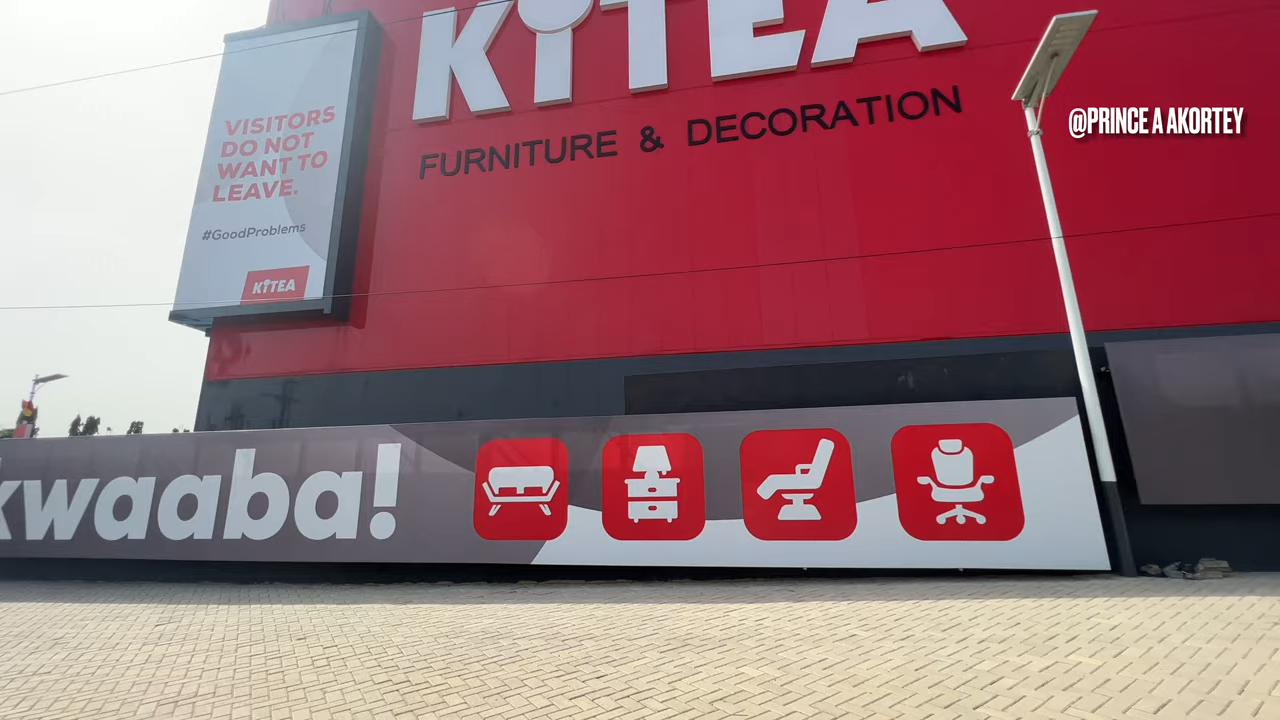 KiTEA
FURNITURE & DECORATION
VISITORS
DO NOT
WANT TO
LEAVE.
#GoodProblems
KiTEA
@PRINCE A AKORTEY
kwaaba!